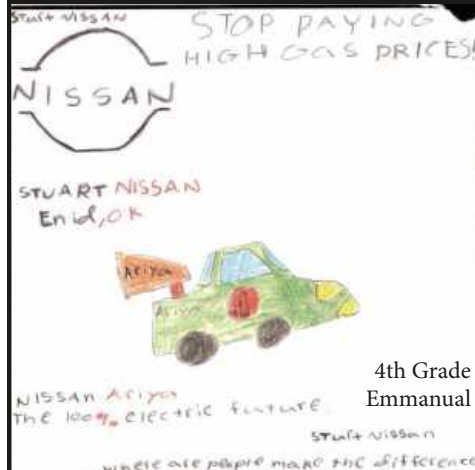 Stuart NISSAN
STOP PAYING
HIGH GAS PRICES!
NISSAN
STUART NISSAN
Enid, OK
Ariya
Ariya
4th Grade
Emmanual
NISSAN Ariya
The 100% electric future
Stuart Nissan
where are people make the difference